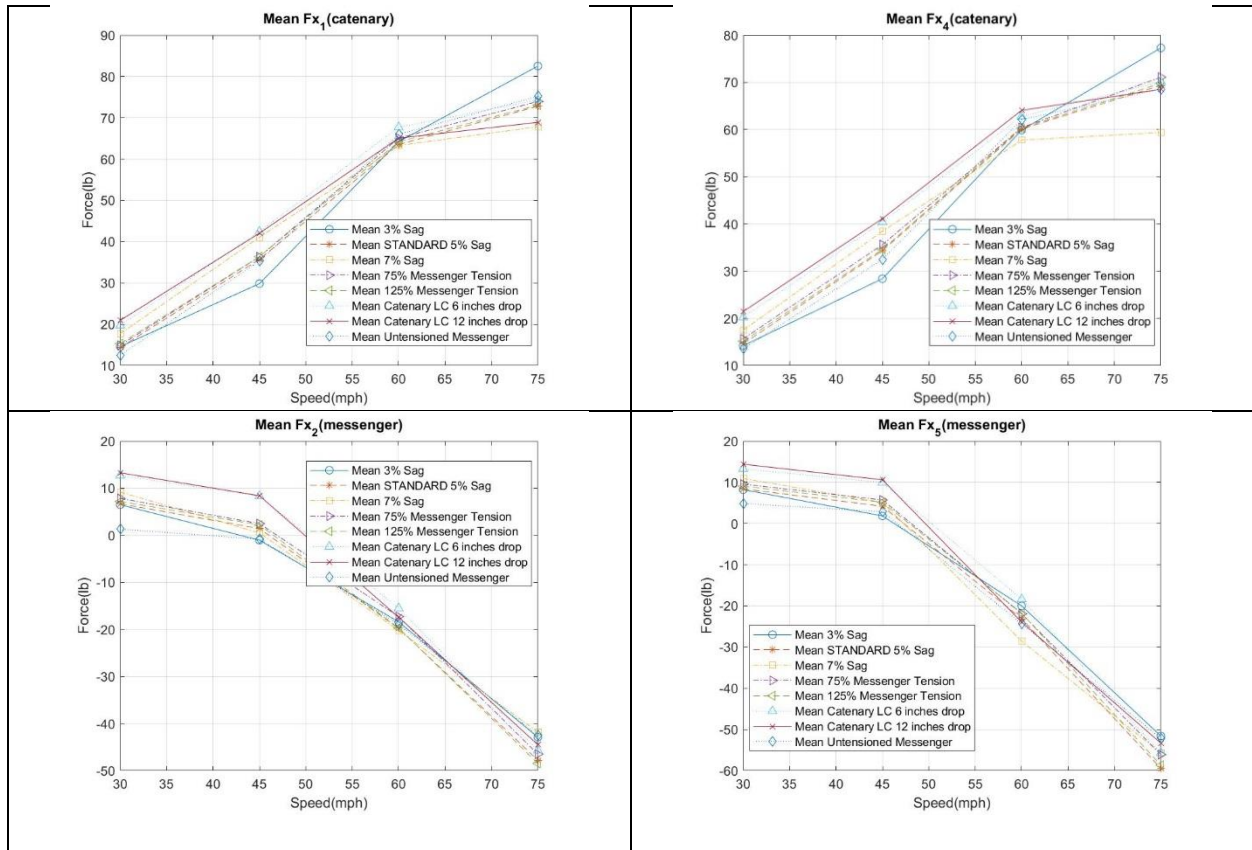 Mean Fx1(catenary)
90
80
70
60
50
40
30
20
10
Force(lb)
Mean 3% Sag
Mean STANDARD 5% Sag
Mean 7% Sag
Mean 75% Messenger Tension
Mean 125% Messenger Tension
Mean Catenary LC 6 inches drop
Mean Catenary LC 12 inches drop
Mean Untensioned Messenger
30 35 40 45 50 55 60 65 70 75
Speed(mph)
Mean Fx4(catenary)
80
70
60
50
40
30
20
10
Force(lb)
Mean 3% Sag
Mean STANDARD 5% Sag
Mean 7% Sag
Mean 75% Messenger Tension
Mean 125% Messenger Tension
Mean Catenary LC 6 inches drop
Mean Catenary LC 12 inches drop
Mean Untensioned Messenger
30 35 40 45 50 55 60 65 70 75
Speed(mph)
Mean Fx2(messenger)
20
10
0
-10
-20
-30
-40
-50
Force(lb)
Mean 3% Sag
Mean STANDARD 5% Sag
Mean 7% Sag
Mean 75% Messenger Tension
Mean 125% Messenger Tension
Mean Catenary LC 6 inches drop
Mean Catenary LC 12 inches drop
Mean Untensioned Messenger
30 35 40 45 50 55 60 65 70 75
Speed(mph)
Mean Fx5(messenger)
20
10
0
-10
-20
-30
-40
-50
-60
Force(lb)
Mean 3% Sag
Mean STANDARD 5% Sag
Mean 7% Sag
Mean 75% Messenger Tension
Mean 125% Messenger Tension
Mean Catenary LC 6 inches drop
Mean Catenary LC 12 inches drop
Mean Untensioned Messenger
30 35 40 45 50 55 60 65 70 75
Speed(mph)